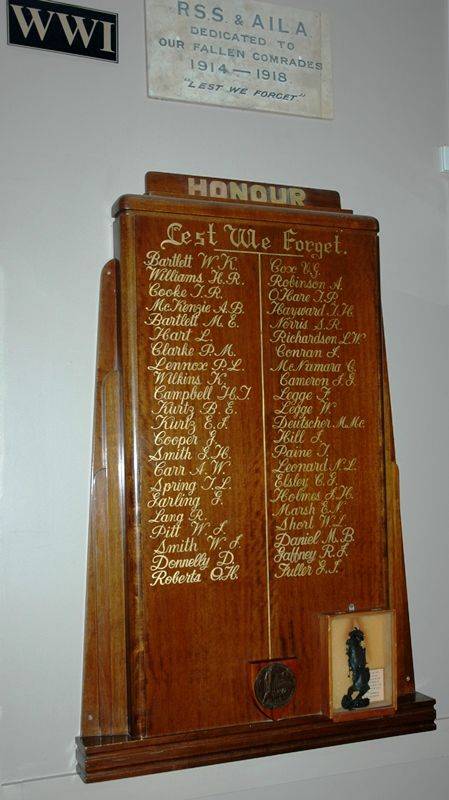 WWI
R.S.S. & A.I.L.A.
DEDICATED TO
OUR FALLEN COMRADES
1914 — 1918
"LEST WE FORGET"
HONOUR
Lest We Forget.
Bartlett W. K.
Williams H. R.
Cooke J. R.
McKenzie A. B.
Bartlett M. E.
Hart L.
Clarke P. M.
Lennox P. L.
Wilkins K.
Campbell H. J.
Kurtz B. E.
Kurtz E. J.
Cooper J.
Smith J. H.
Carr A. W.
Spring T. L.
Garling G.
Lang R.
Pitt W. J.
Smith W. J.
Donnelly D.
Roberts O. H.
Cox V. G.
Robinson A.
O'Hare J. P.
Hayward J. H.
Norris S. R.
Richardson L. W.
Conran J.
McNamara C.
Cameron J. G.
Legge F.
Legge W.
Deutscher M. Mc.
Hill J.
Paine T.
Leonard N. L.
Elsley C. G.
Holmes J. H.
Marsh E. N.
Short W. L.
Daniel M. B.
Gaffney R. J.
Fuller G. J.